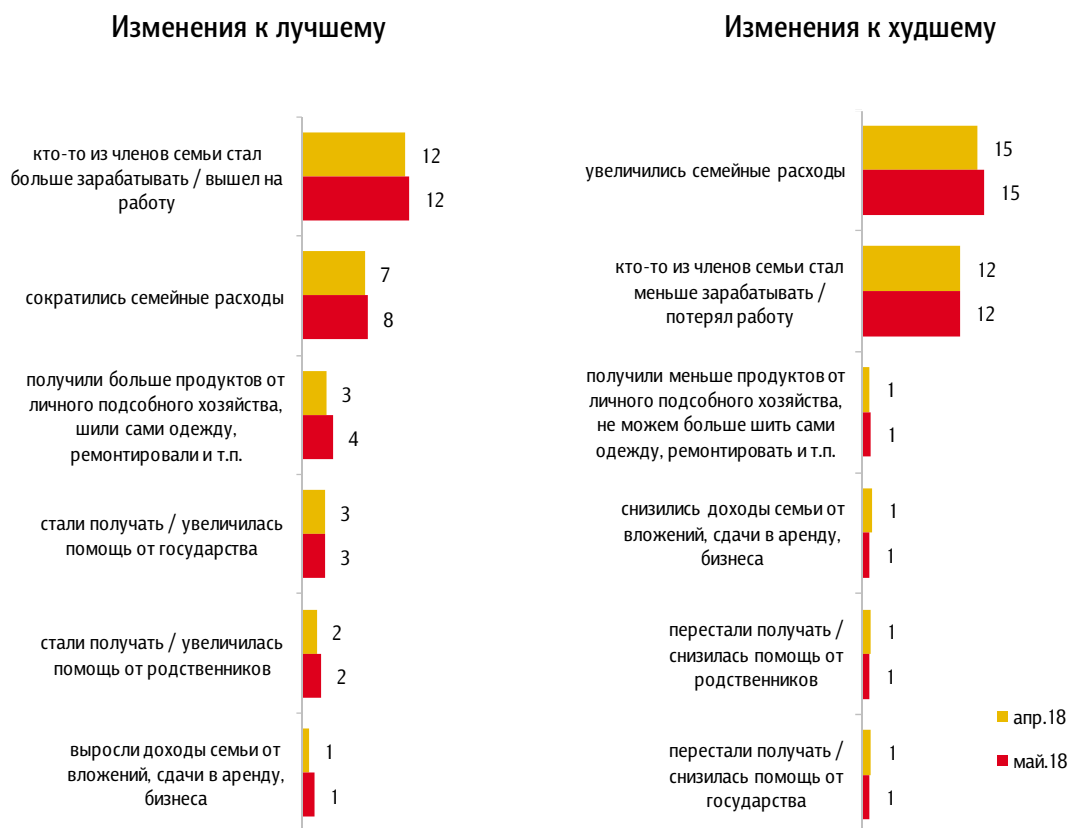 Изменения к лучшему
кто-то из членов семьи стал
больше зарабатывать / вышел на
работу
12
12
сократились семейные расходы
7
8
получили больше продуктов от
личного подсобного хозяйства,
шили сами одежду,
ремонтировали и т.п.
3
4
стали получать / увеличилась
помощь от государства
3
3
стали получать / увеличилась
помощь от родственников
2
2
выросли доходы семьи от
вложений, сдачи в аренду,
бизнеса
1
1
Изменения к худшему
увеличились семейные расходы
15
15
кто-то из членов семьи стал
меньше зарабатывать /
потерял работу
12
12
получили меньше продуктов от
личного подсобного хозяйства,
не можем больше шить сами
одежду, ремонтировать и т.п.
1
1
снизились доходы семьи от
вложений, сдачи в аренду,
бизнеса
1
1
перестали получать /
снизилась помощь от
родственников
1
1
перестали получать /
снизилась помощь от
государства
1
1
апр.18
май.18